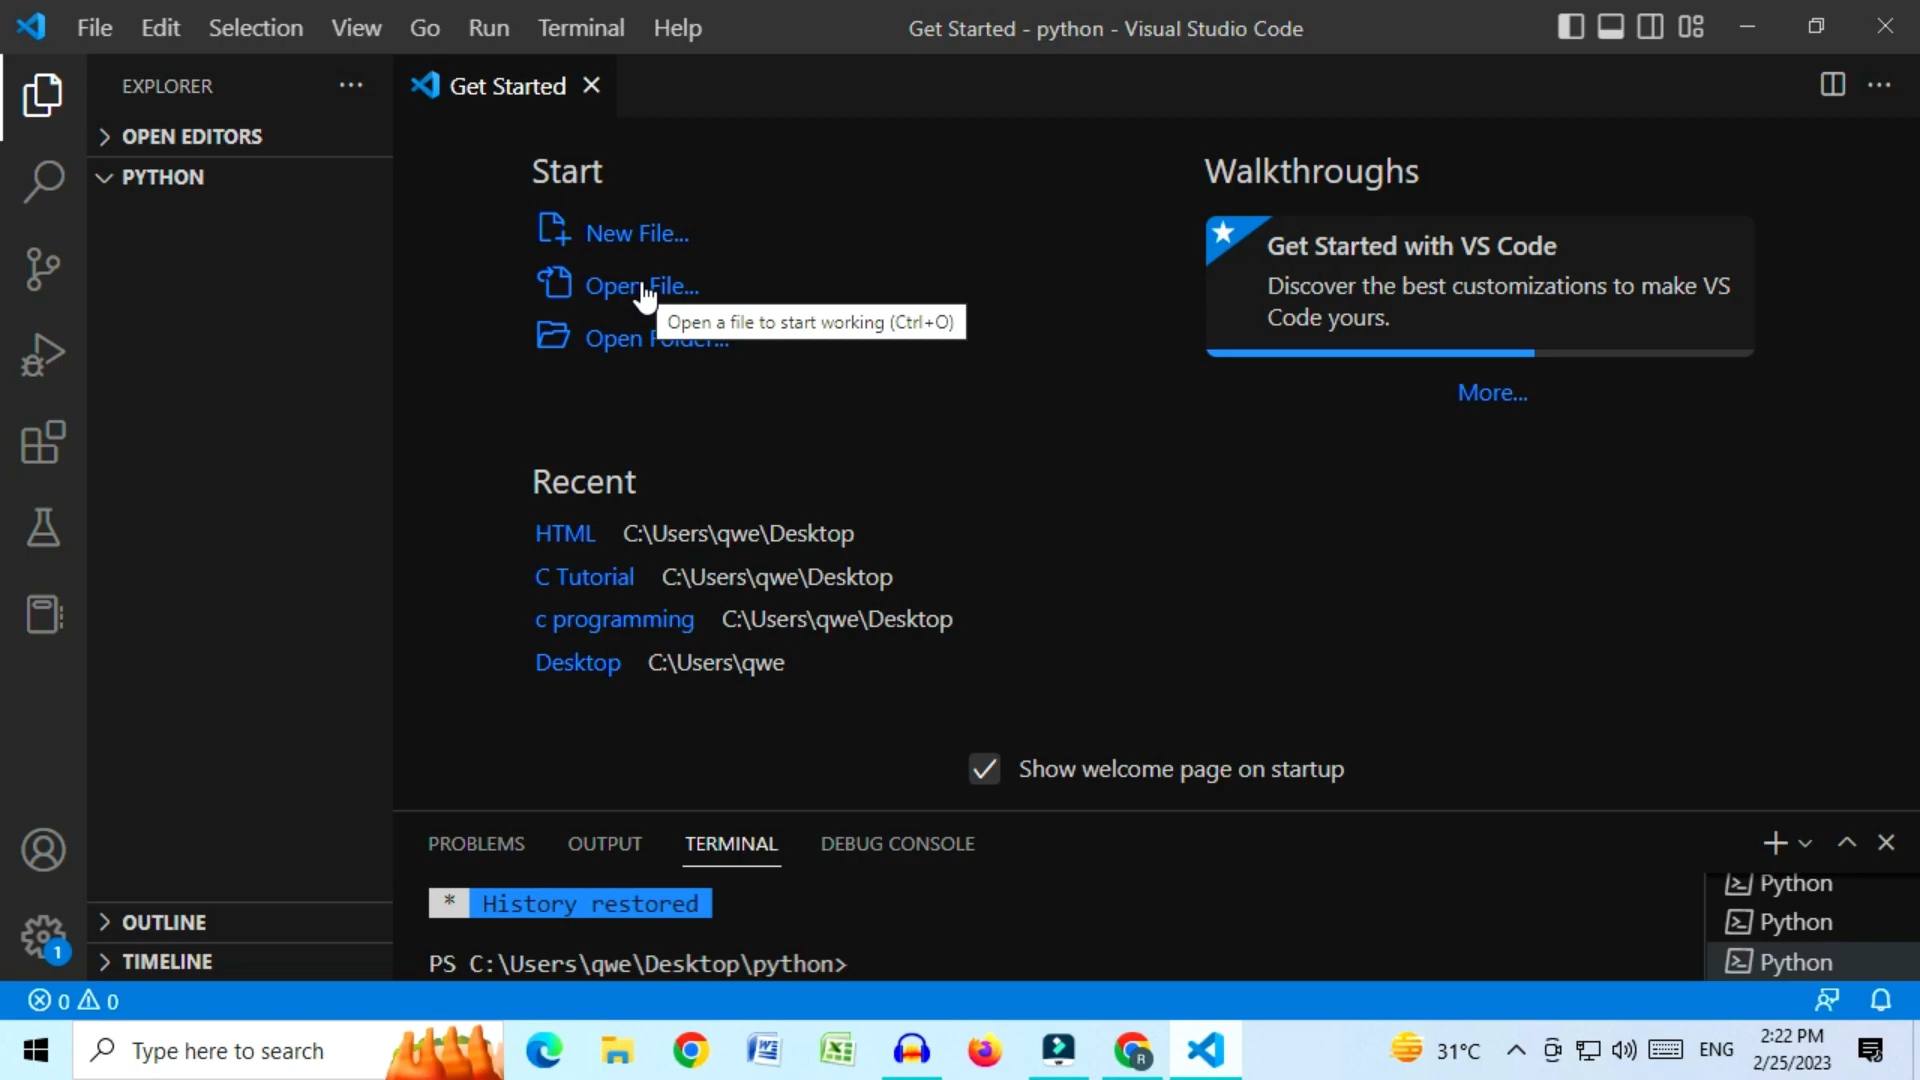 File Edit Selection View Go Run Terminal Help
Get Started - python - Visual Studio Code
EXPLORER
OPEN EDITORS
PYTHON
OUTLINE
TIMELINE
Get Started
Start
New File...
Open File...
Open a file to start working (Ctrl+O)
Open Folder...
Walkthroughs
Get Started with VS Code
Discover the best customizations to make VS
Code yours.
More...
Recent
HTML C:\Users\qwe\Desktop
C Tutorial C:\Users\qwe\Desktop
c programming C:\Users\qwe\Desktop
Desktop C:\Users\qwe
Show welcome page on startup
PROBLEMS OUTPUT TERMINAL DEBUG CONSOLE
* History restored
PS C:\Users\qwe\Desktop\python>
Python
Python
Python
1
0 0
Type here to search
R
31°C
ENG
2:22 PM
2/25/2023